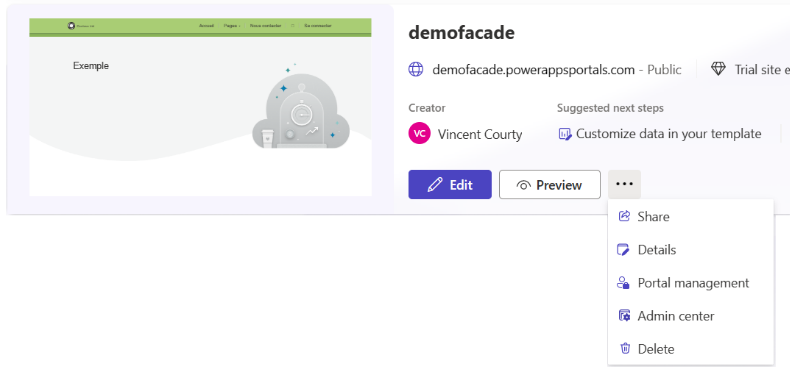 Accueil Pages Nous contacter Se connecter
Exemple
demofacade
demofacade.powerappsportals.com - Public Trial site e
Creator Suggested next steps
VC Vincent Courty Customize data in your template
Edit Preview ...
Share
Details
Portal management
Admin center
Delete